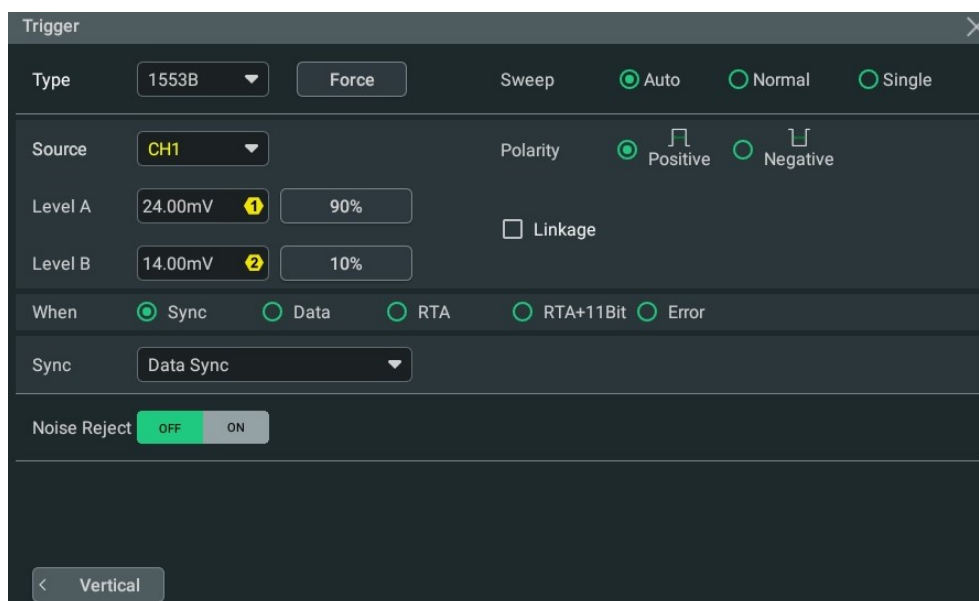 Trigger
Type 1553B Force Sweep Auto Normal Single
Source CH1 Polarity Positive Negative
Level A 24.00mV 1 90%
Linkage
Level B 14.00mV 2 10%
When Sync Data RTA RTA+11Bit Error
Sync Data Sync
Noise Reject OFF ON
Vertical